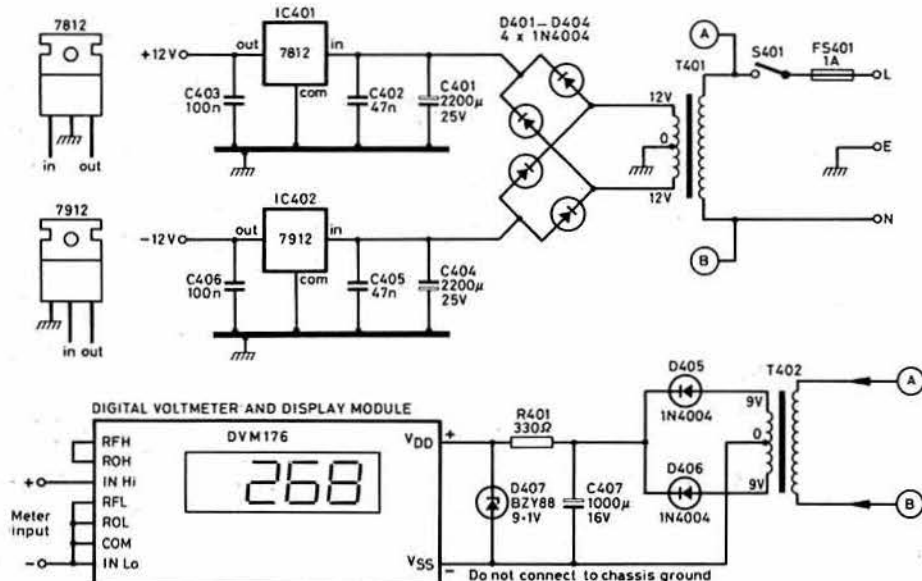 7812
in out
7912
in out
IC401
+12V
out
7812
in
com
C403
100n
C402
47n
C401
2200µ
25V
D401—D404
4 x 1N4004
A
S401
FS401
1A
L
T401
12V
0
12V
E
N
B
IC402
-12V
out
7912
in
com
C406
100n
C405
47n
C404
2200µ
25V
DIGITAL VOLTMETER AND DISPLAY MODULE
DVM176
268
RFH
ROH
IN Hi
RFL
ROL
COM
IN Lo
+
Meter
input
-
VDD
+
VSS
-
R401
330Ω
D407
BZY88
9·1V
C407
1000µ
16V
D405
1N4004
D406
1N4004
T402
9V
0
9V
A
B
Do not connect to chassis ground